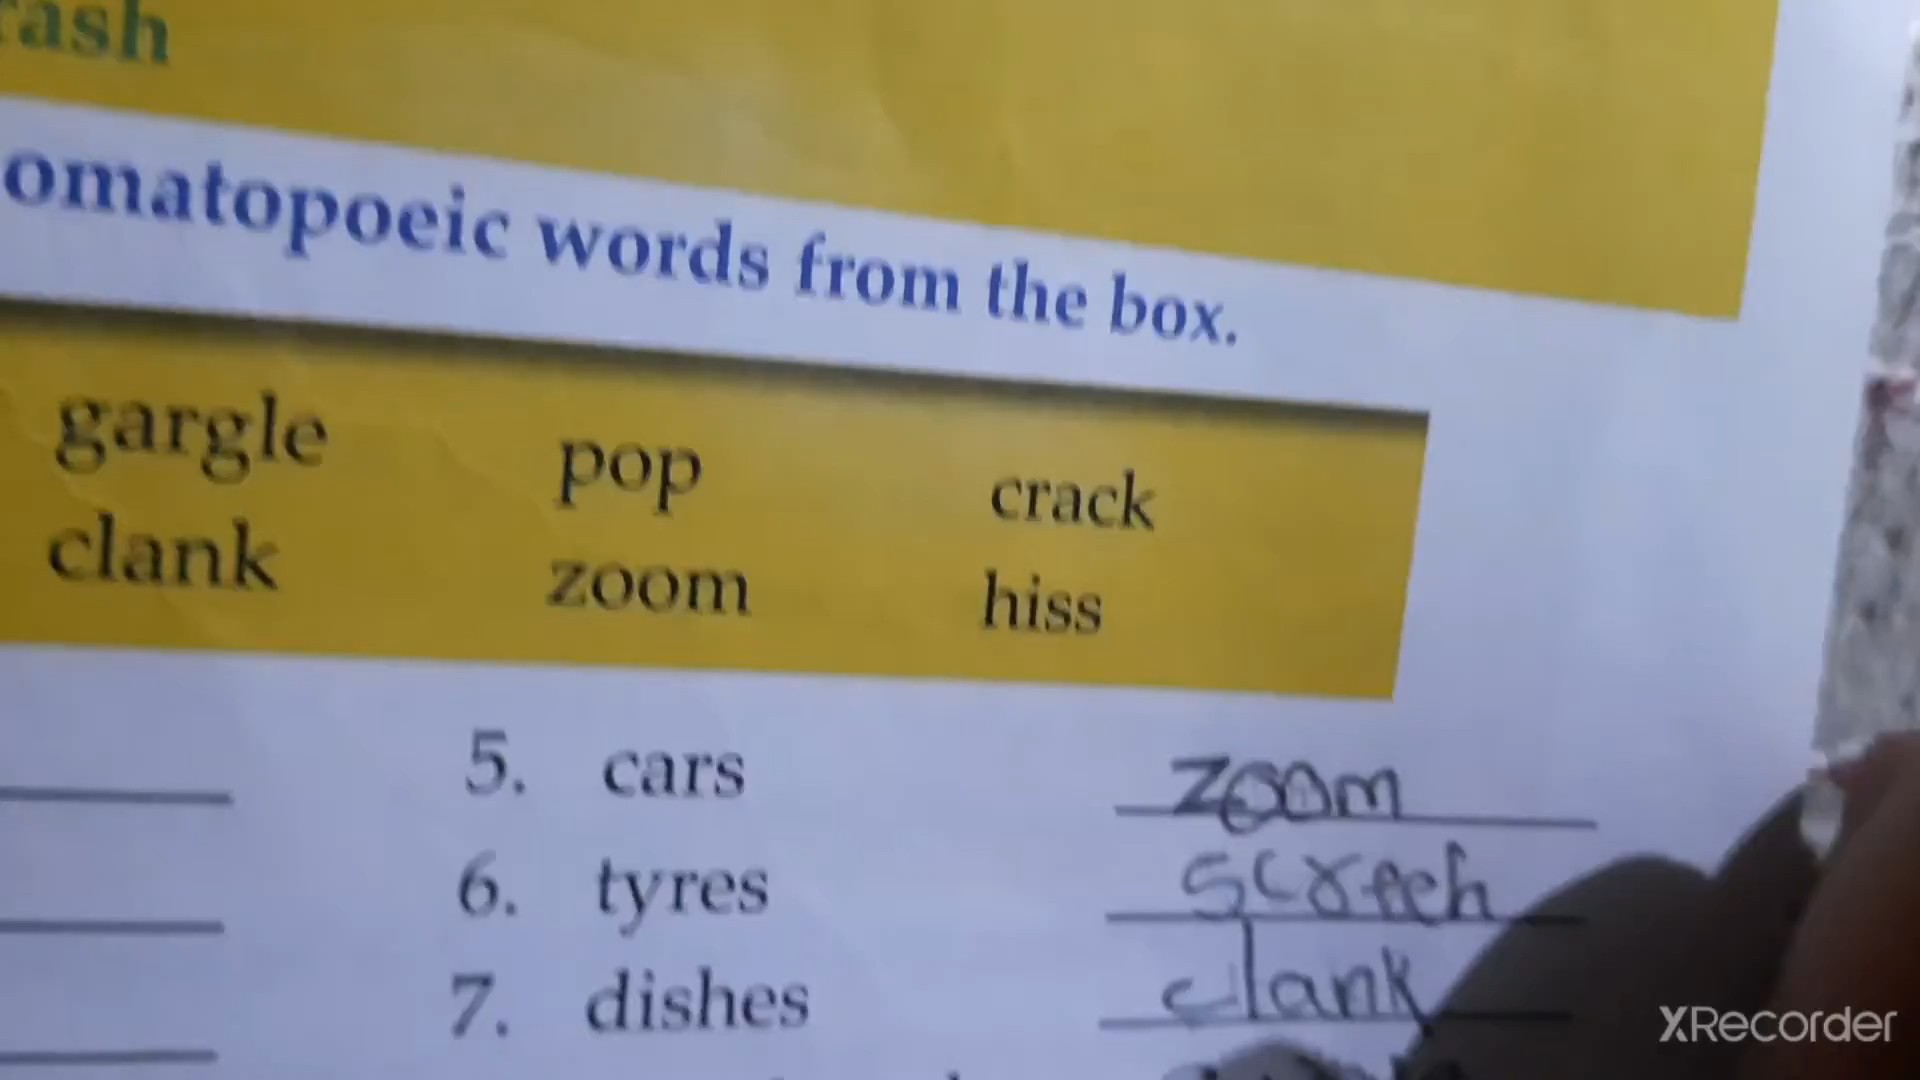 rash
omatopoeic words from the box.
gargle pop crack
clank zoom hiss
5. cars zoom
6. tyres screech
7. dishes clank
XRecorder